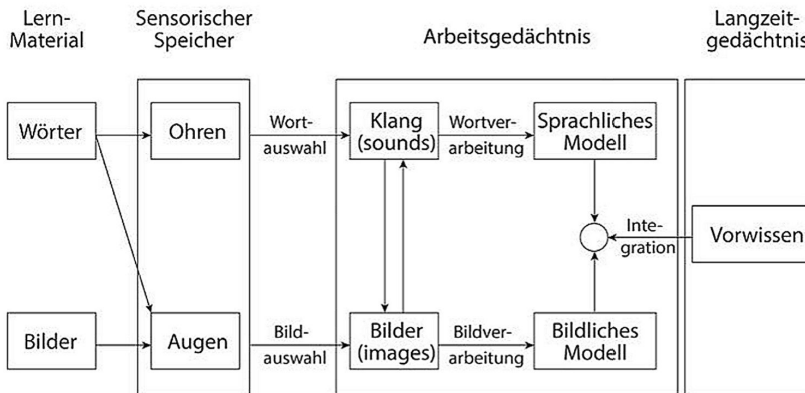 Lern-
Material
Sensorischer
Speicher
Arbeitsgedächtnis
Langzeit-
gedächtnis
Wörter
Ohren
Wort-
auswahl
Klang
(sounds)
Wortver-
arbeitung
Sprachliches
Modell
Inte-
gration
Vorwissen
Bilder
Augen
Bild-
auswahl
Bilder
(images)
Bildver-
arbeitung
Bildliches
Modell